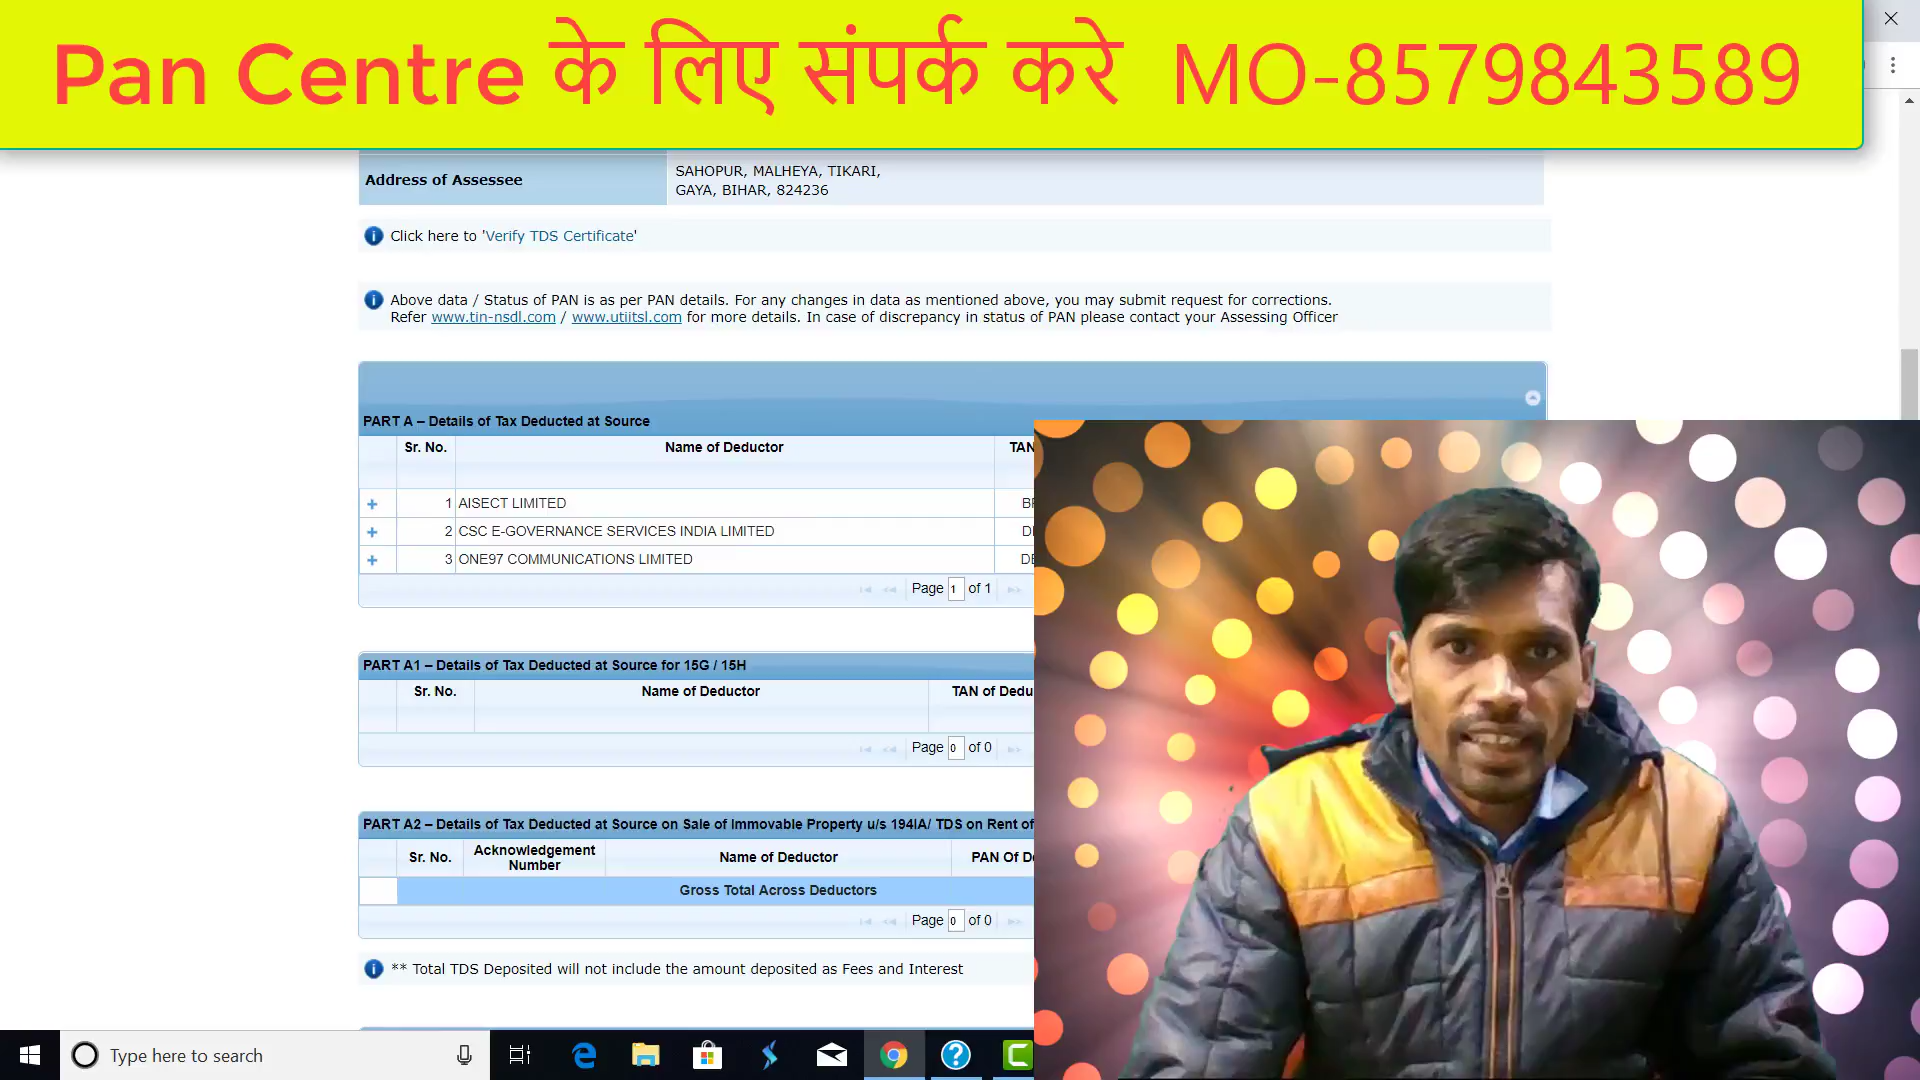 Pan Centre के लिए संपर्क करे MO-8579843589
Address of Assessee
SAHOPUR, MALHEYA, TIKARI,
GAYA, BIHAR, 824236
Click here to 'Verify TDS Certificate'
Above data / Status of PAN is as per PAN details. For any changes in data as mentioned above, you may submit request for corrections.
Refer www.tin-nsdl.com / www.utiitsl.com for more details. In case of discrepancy in status of PAN please contact your Assessing Officer
PART A – Details of Tax Deducted at Source
Sr. No. Name of Deductor TAN
1 AISECT LIMITED
2 CSC E-GOVERNANCE SERVICES INDIA LIMITED
3 ONE97 COMMUNICATIONS LIMITED
Page 1 of 1
PART A1 – Details of Tax Deducted at Source for 15G / 15H
Sr. No. Name of Deductor TAN of Dedu
Page 0 of 0
PART A2 – Details of Tax Deducted at Source on Sale of Immovable Property u/s 194IA/ TDS on Rent of
Sr. No. Acknowledgement Number Name of Deductor PAN Of De
Gross Total Across Deductors
Page 0 of 0
** Total TDS Deposited will not include the amount deposited as Fees and Interest
Type here to search